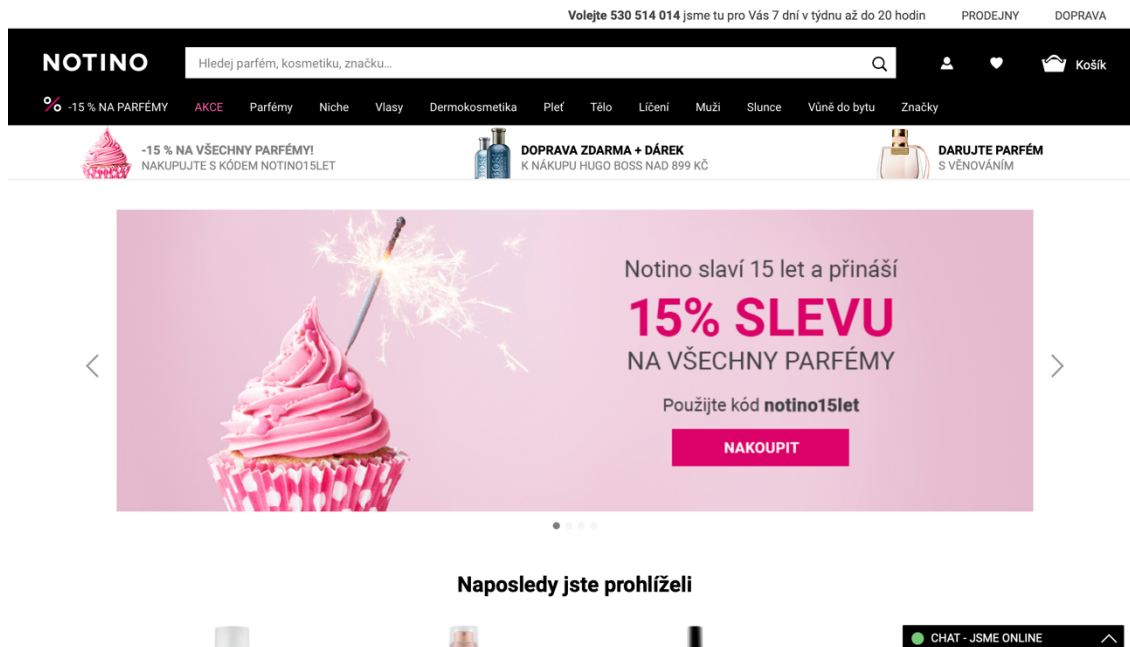 Volejte 530 514 014 jsme tu pro Vás 7 dní v týdnu až do 20 hodin PRODEJNY DOPRAVA
NOTINO Hledej parfém, kosmetiku, značku... Košík
% -15 % NA PARFÉMY AKCE Parfémy Niche Vlasy Dermokosmetika Pleť Tělo Líčení Muži Slunce Vůně do bytu Značky
-15 % NA VŠECHNY PARFÉMY! DOPRAVA ZDARMA + DÁREK DARUJTE PARFÉM
NAKUPUJTE S KÓDEM NOTINO15LET K NÁKUPU HUGO BOSS NAD 899 KČ S VĚNOVÁNÍM
Notino slaví 15 let a přináší
15% SLEVU
NA VŠECHNY PARFÉMY
Použijte kód notino15let
NAKOUPIT
Naposledy jste prohlíželi
CHAT - JSME ONLINE